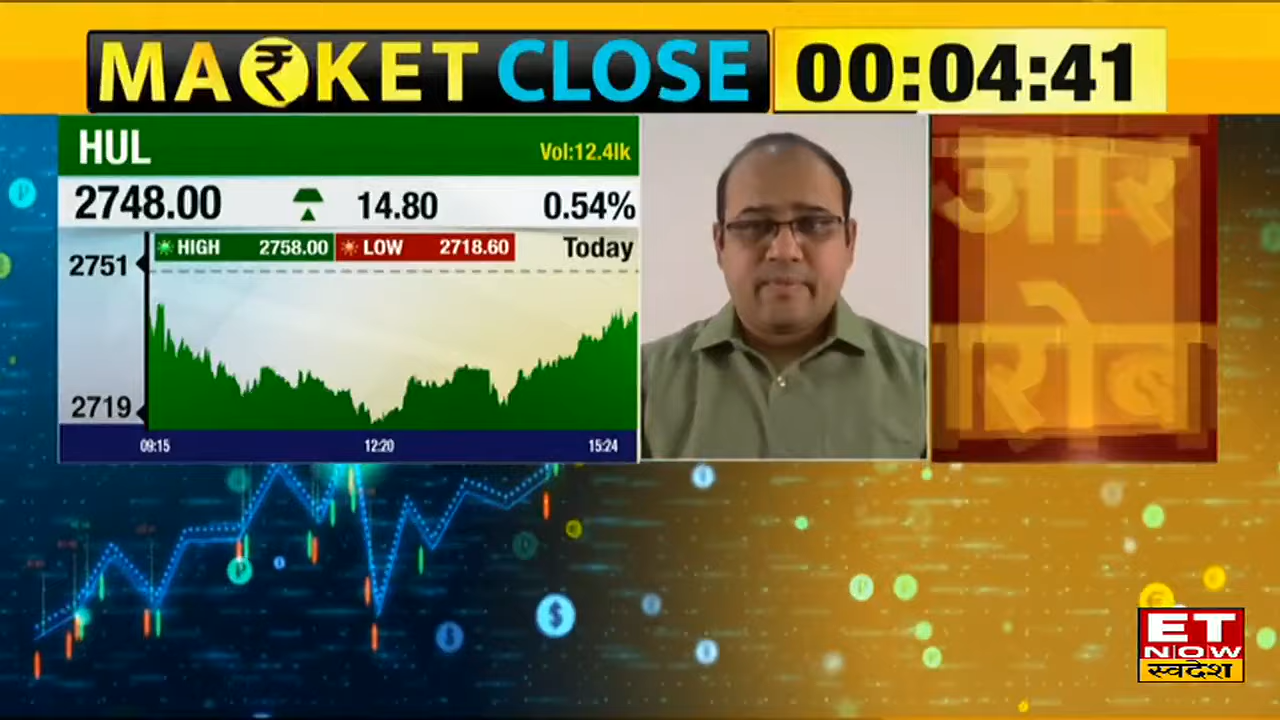 MA₹KET CLOSE 00:04:41
HUL
Vol:12.4lk
2748.00 14.80 0.54%
HIGH 2758.00 LOW 2718.60 Today
2751
2719
09:15 12:20 15:24
ET
NOW
स्वदेश